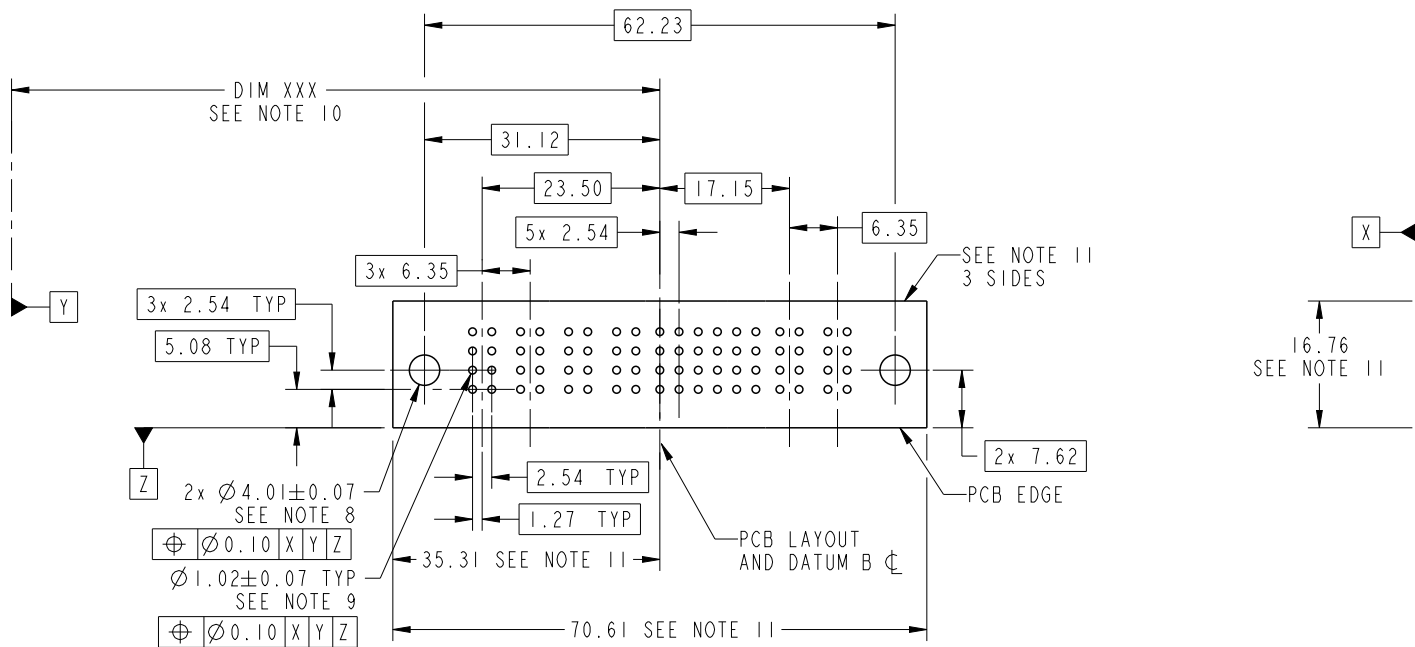 62.23
DIM XXX
SEE NOTE 10
31.12
23.50
17.15
5x 2.54
6.35
X
3x 6.35
SEE NOTE 11
3 SIDES
3x 2.54 TYP
Y
5.08 TYP
16.76
SEE NOTE 11
Z
2x 7.62
2.54 TYP
PCB EDGE
2x Ø4.01±0.07
SEE NOTE 8
1.27 TYP
⌖ Ø0.10 X Y Z
PCB LAYOUT
AND DATUM B ℄
35.31 SEE NOTE 11
Ø1.02±0.07 TYP
SEE NOTE 9
⌖ Ø0.10 X Y Z
70.61 SEE NOTE 11